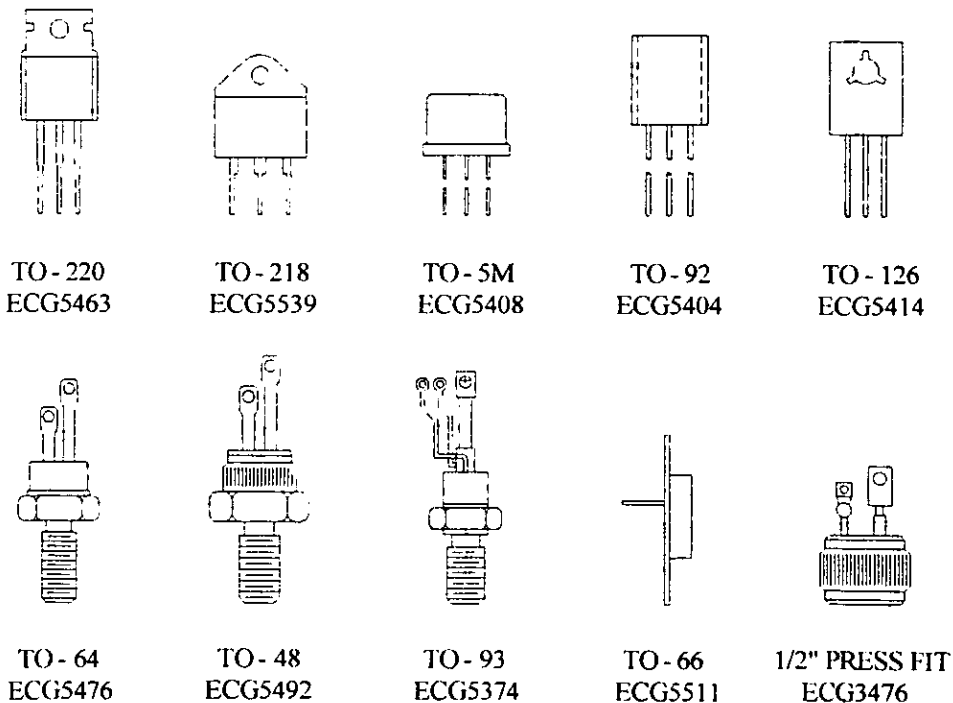 TO - 220 TO - 218 TO - 5M TO - 92 TO - 126
ECG5463 ECG5539 ECG5408 ECG5404 ECG5414
TO - 64 TO - 48 TO - 93 TO - 66 1/2" PRESS FIT
ECG5476 ECG5492 ECG5374 ECG5511 ECG3476